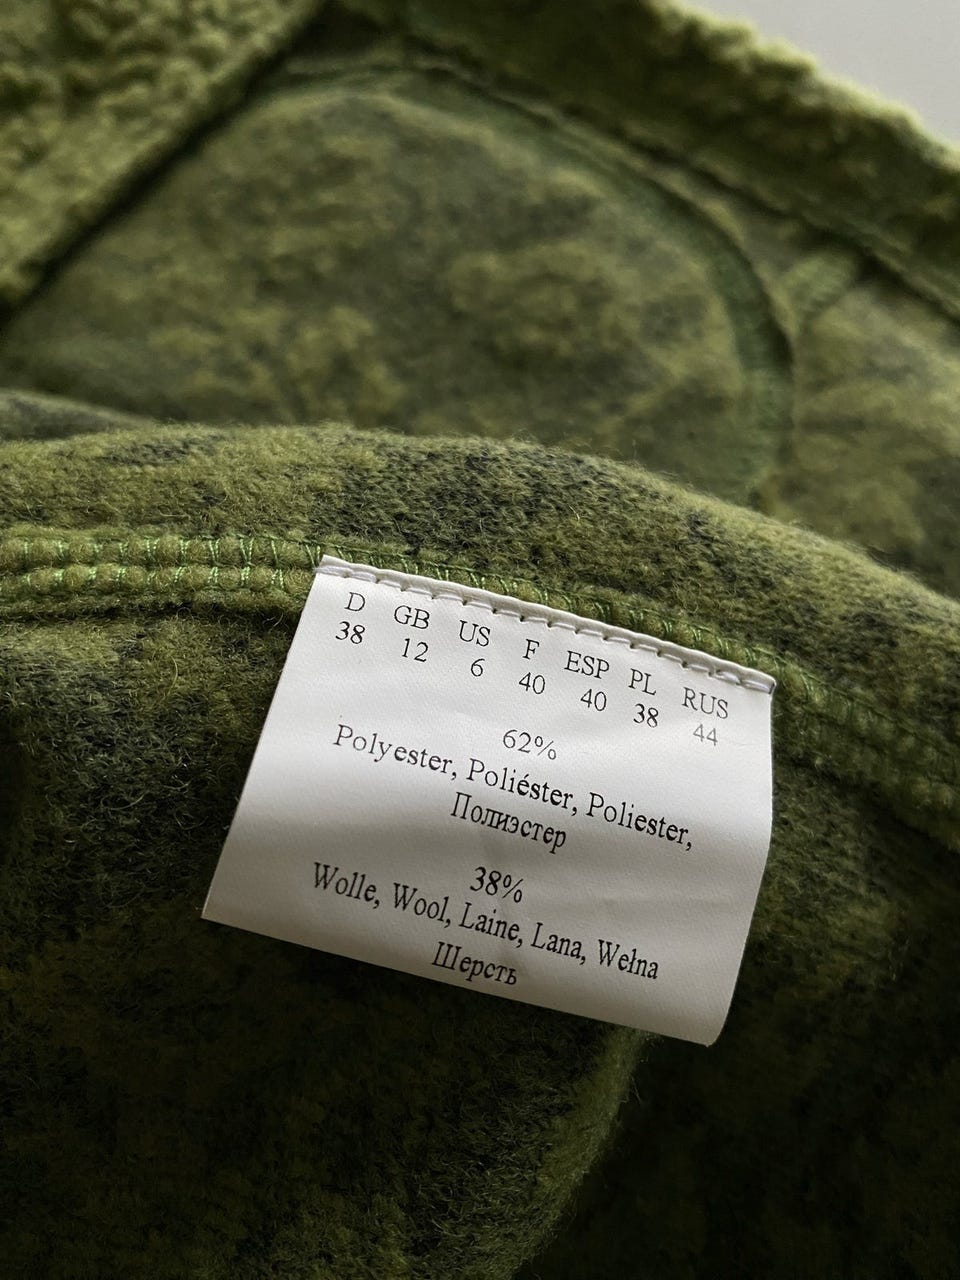 D GB US F ESP PL RUS
38 12 6 40 40 38 44
62%
Polyester, Poliéster, Poliester,
Полиэстер
38%
Wolle, Wool, Laine, Lana, Wełna
Шерсть